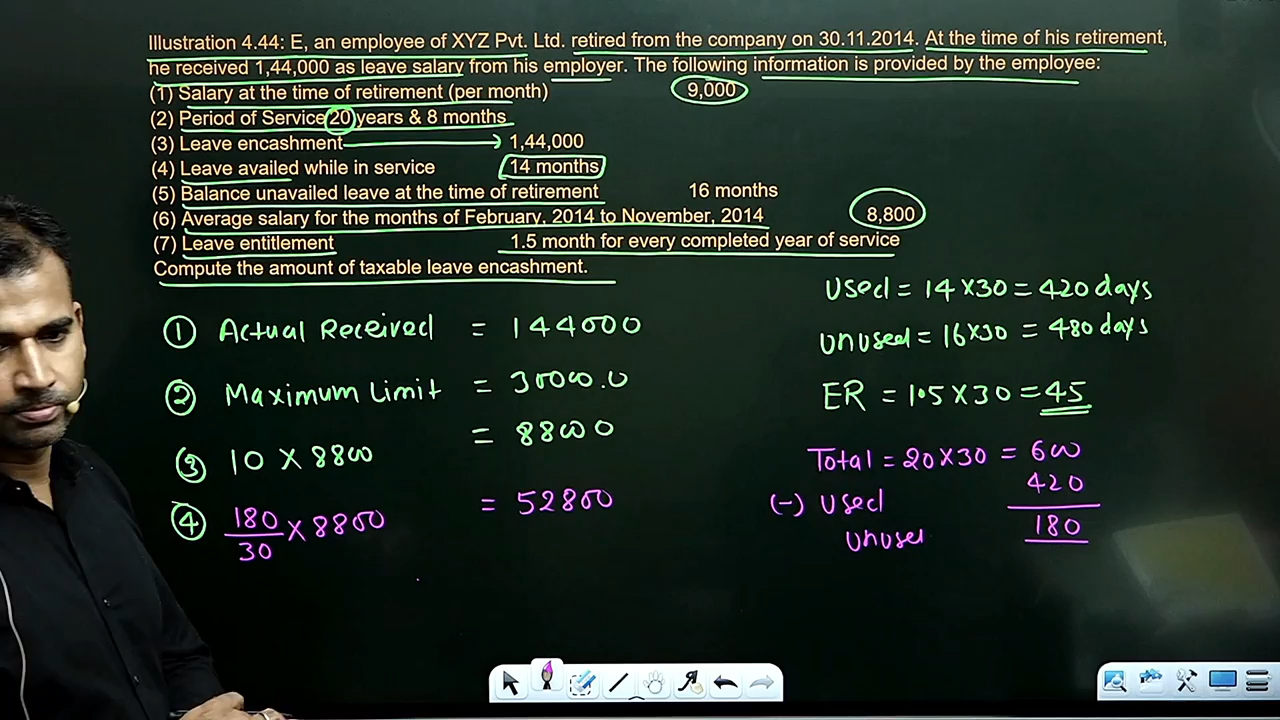 Illustration 4.44: E, an employee of XYZ Pvt. Ltd. retired from the company on 30.11.2014. At the time of his retirement,
he received 1,44,000 as leave salary from his employer. The following information is provided by the employee:
(1) Salary at the time of retirement (per month) 9,000
(2) Period of Service 20 years & 8 months
(3) Leave encashment 1,44,000
(4) Leave availed while in service 14 months
(5) Balance unavailed leave at the time of retirement 16 months
(6) Average salary for the months of February, 2014 to November, 2014 8,800
(7) Leave entitlement 1.5 month for every completed year of service
Compute the amount of taxable leave encashment.
① Actual Received = 144000
② Maximum Limit = 30000.0
③ 10 × 8800 = 88000
④ 180/30 × 8800 = 52800
Used = 14×30 = 420 days
Unused = 16×30 = 480 days
ER = 1.5 × 30 = 45
Total = 20×30 = 600
(-) Used 420
Unuse 180